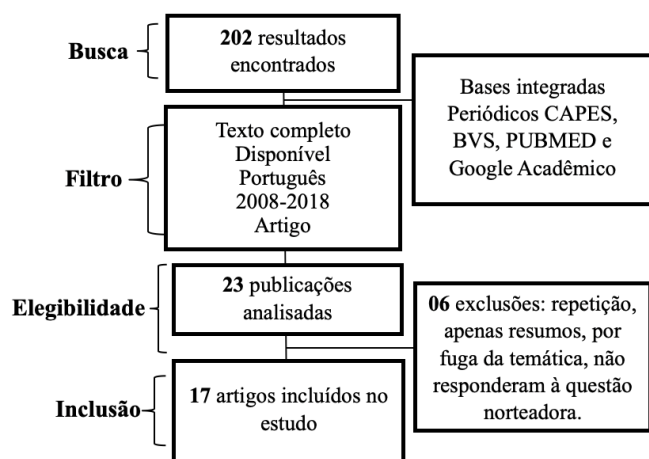 Busca
202 resultados
encontrados
Bases integradas
Periódicos CAPES,
BVS, PUBMED e
Google Acadêmico
Filtro
Texto completo
Disponível
Português
2008-2018
Artigo
Elegibilidade
23 publicações
analisadas
06 exclusões: repetição,
apenas resumos, por
fuga da temática, não
responderam à questão
norteadora.
Inclusão
17 artigos incluídos no
estudo